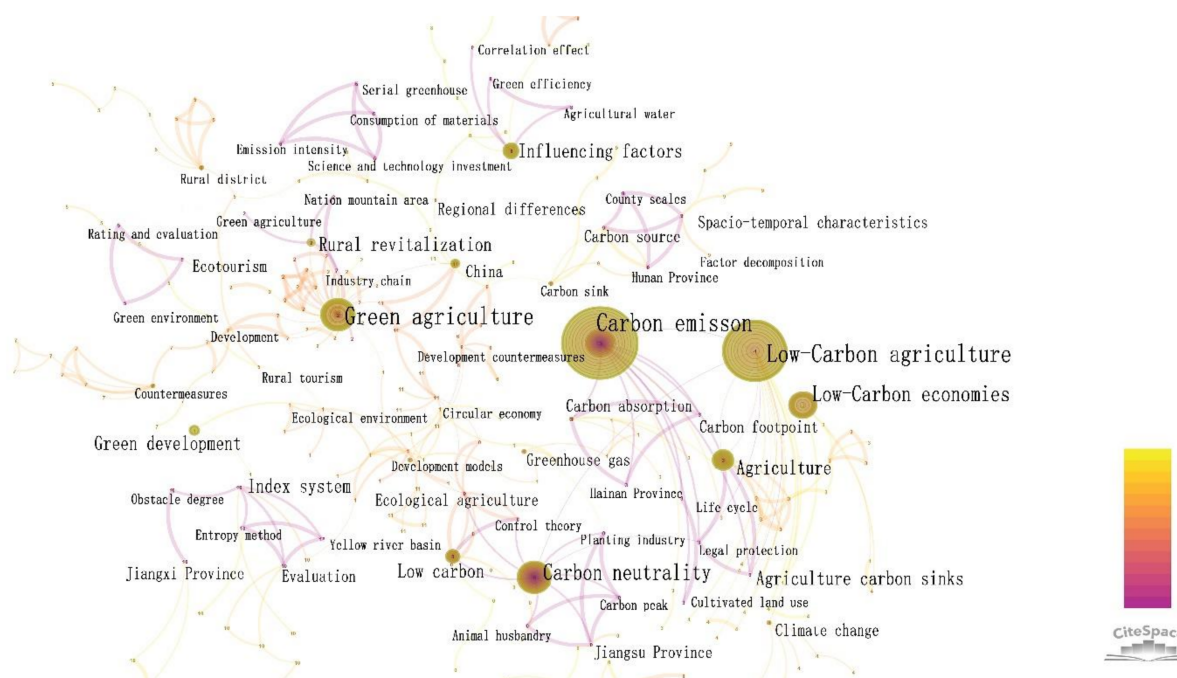 Correlation effect
Serial greenhouse
Green efficiency
Consumption of materials
Agricultural water
Emission intensity
Influencing factors
Science and technology investment
Rural district
Nation mountain area
County scales
Green agriculture
Regional differences
Spacio-temporal characteristics
Rating and evaluation
Rural revitalization
Carbon source
Ecotourism
China
Factor decomposition
Industry chain
Hunan Province
Carbon sink
Green environment
Green agriculture
Carbon emisson
Development
Development countermeasures
Low-Carbon agriculture
Rural tourism
Countermeasures
Low-Carbon economies
Carbon absorption
Ecological environment
Circular economy
Carbon footpoint
Green development
Development models
Greenhouse gas
Agriculture
Index system
Hainan Province
Obstacle degree
Ecological agriculture
Life cycle
Control theory
Entropy method
Planting industry
Yellow river basin
Legal protection
Jiangxi Province
Evaluation
Low carbon
Carbon neutrality
Agriculture carbon sinks
Carbon peak
Cultivated land use
Animal husbandry
Climate change
Jiangsu Province
CiteSpac